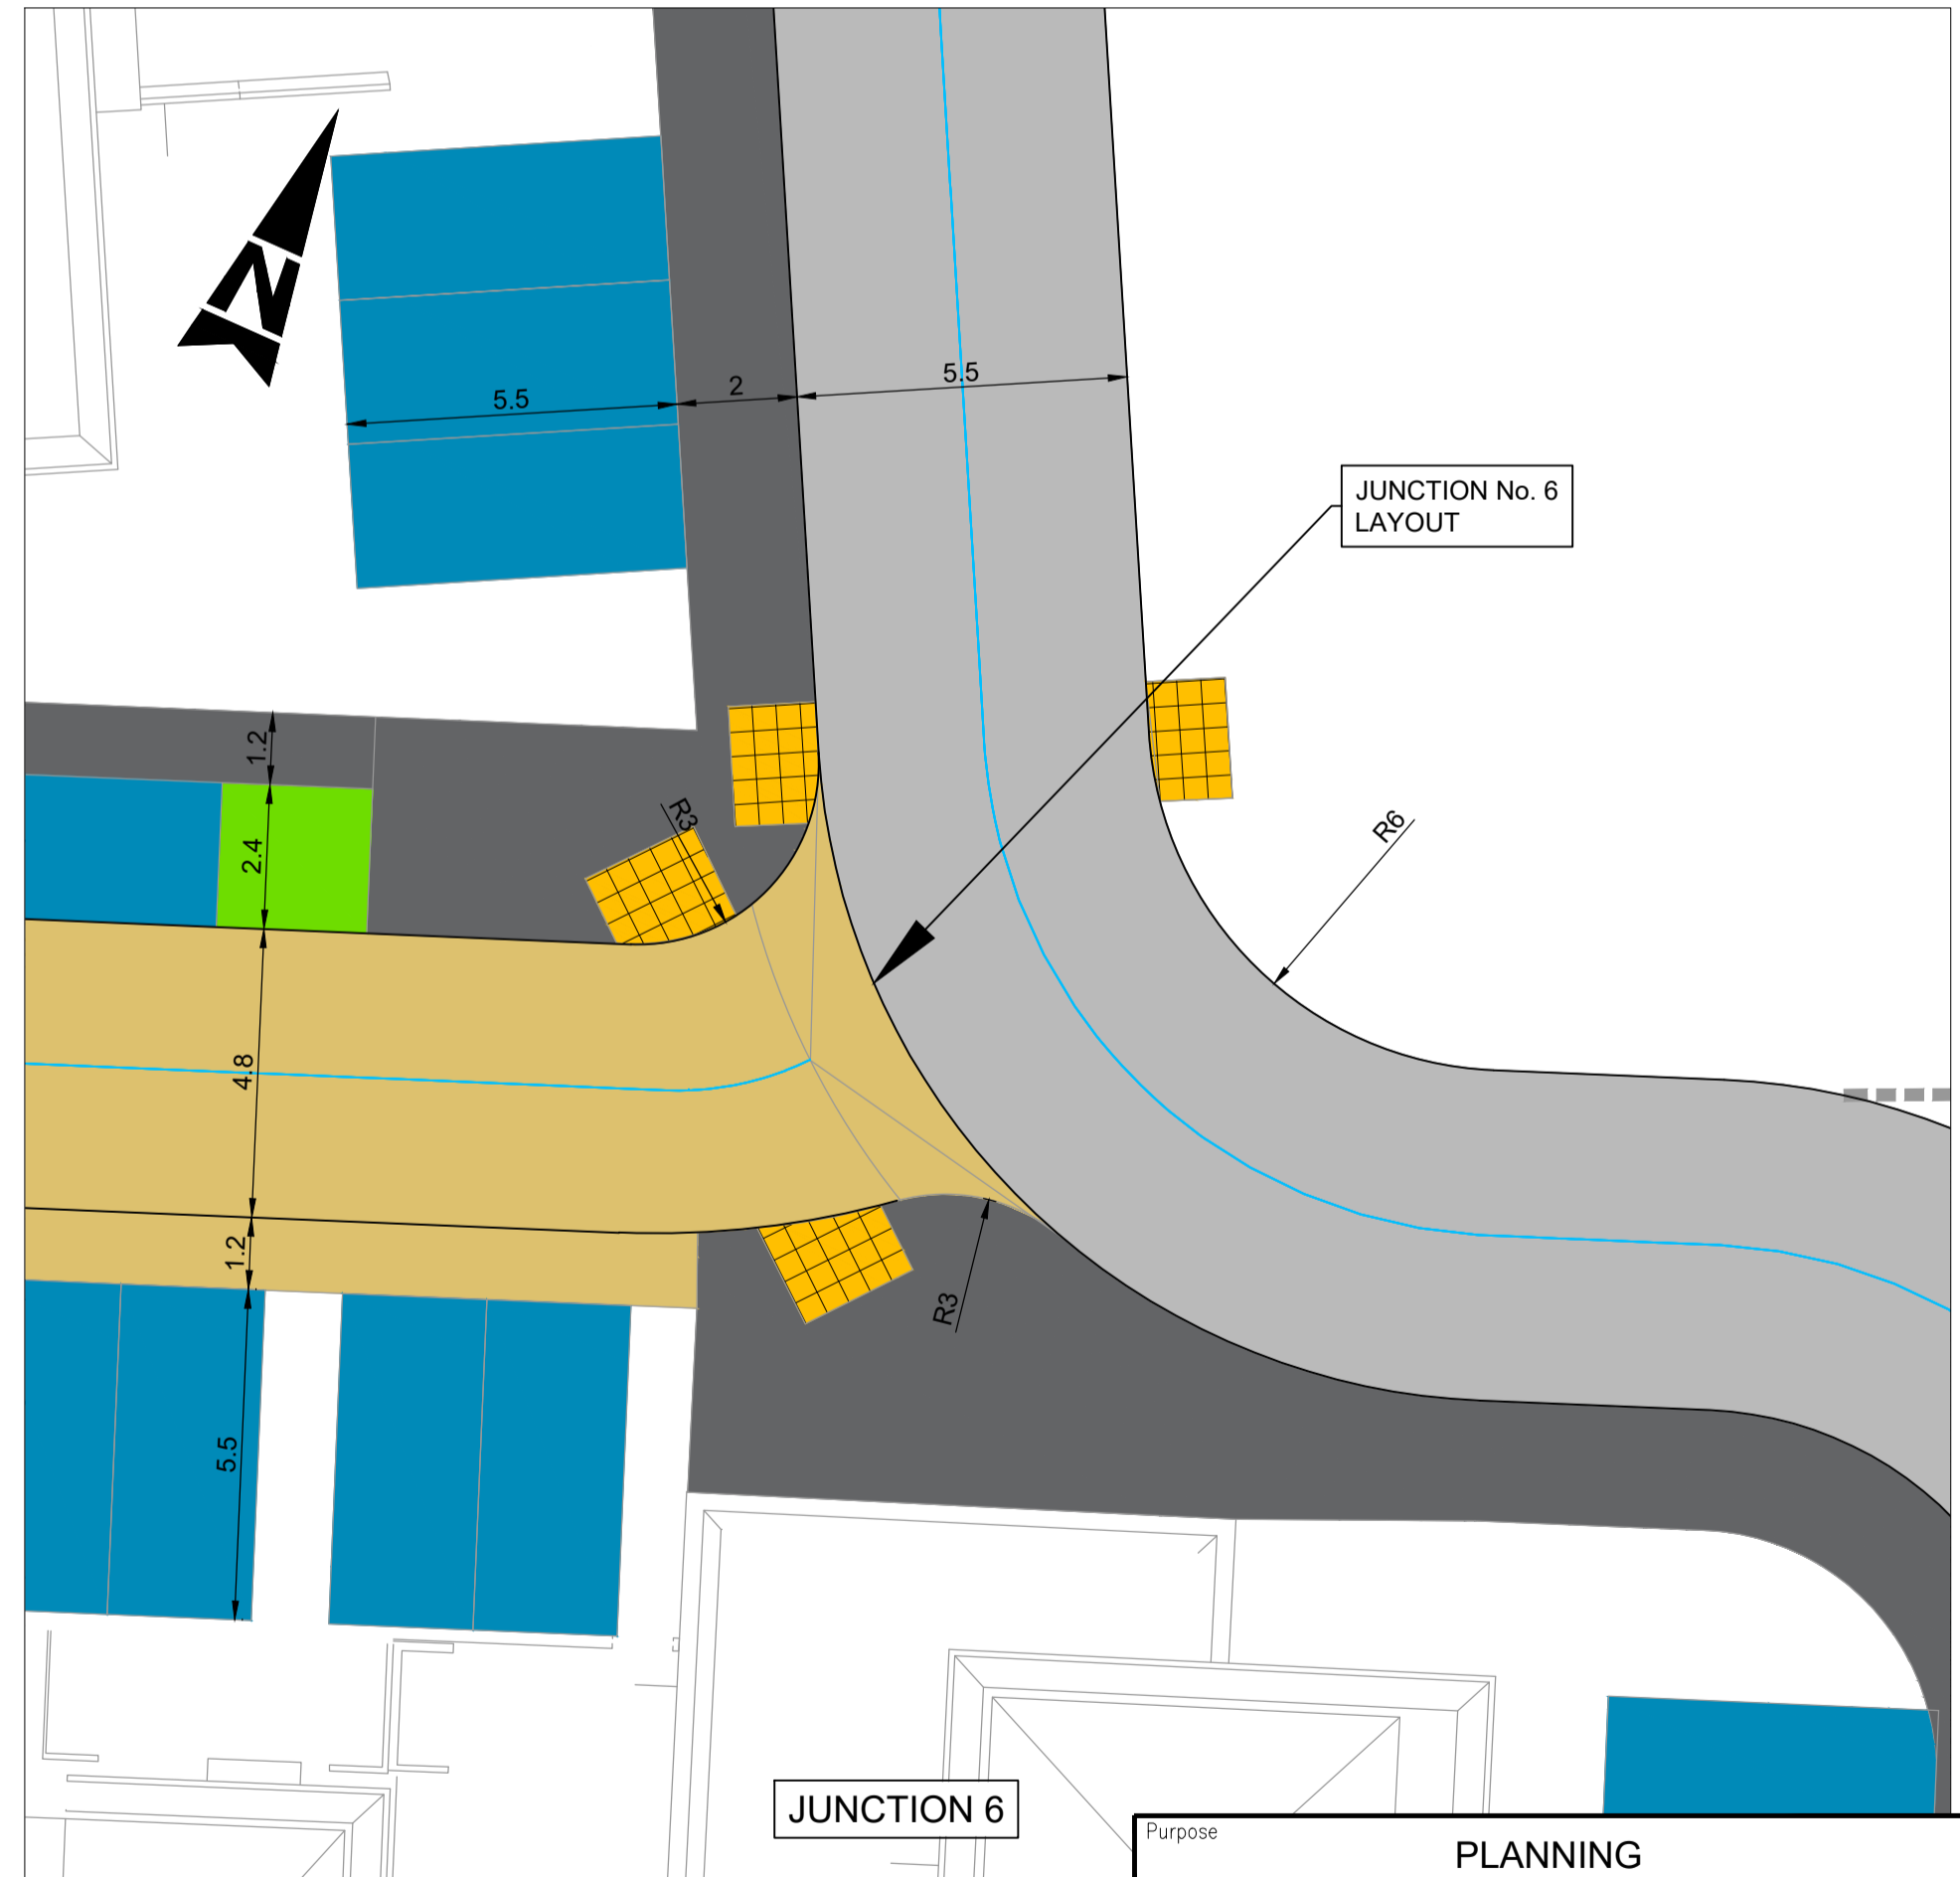 N
5.5
2
5.5
JUNCTION No. 6
LAYOUT
1.2
R3
R6
2.4
4.8
1.2
R3
5.5
JUNCTION 6
Purpose
PLANNING